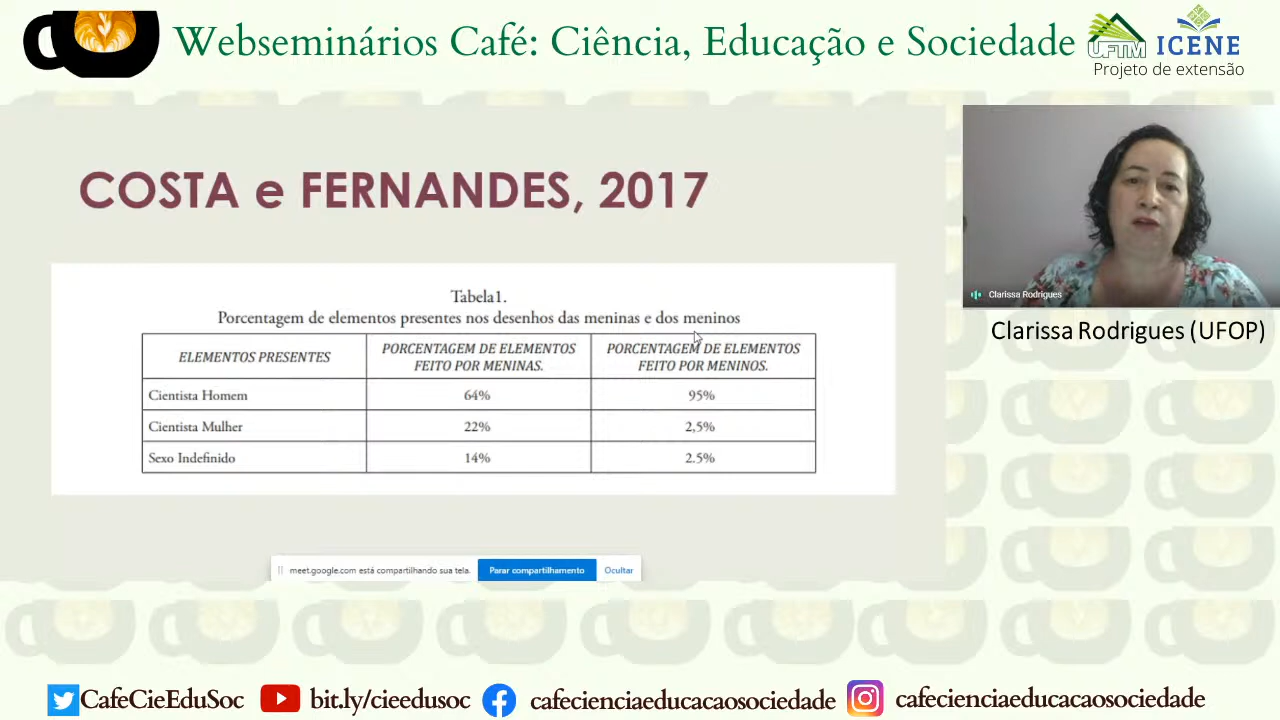 Webseminários Café: Ciência, Educação e Sociedade
UFTM
ICENE
Projeto de extensão
COSTA e FERNANDES, 2017
Tabela1.
Porcentagem de elementos presentes nos desenhos das meninas e dos meninos
ELEMENTOS PRESENTES
PORCENTAGEM DE ELEMENTOS
FEITO POR MENINAS.
PORCENTAGEM DE ELEMENTOS
FEITO POR MENINOS.
Cientista Homem 64% 95%
Cientista Mulher 22% 2,5%
Sexo Indefinido 14% 2.5%
Clarissa Rodrigues
Clarissa Rodrigues (UFOP)
meet.google.com está compartilhando sua tela. Parar compartilhamento Ocultar
CafeCieEduSoc bit.ly/cieedusoc cafecienciaeducacaosociedade cafecienciaeducacaosociedade